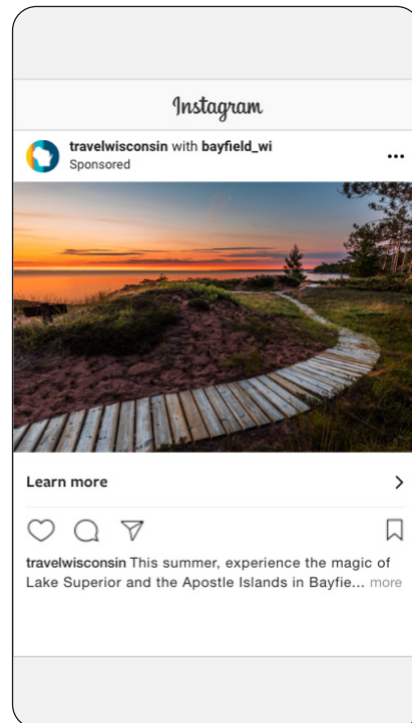 Instagram
travelwisconsin with bayfield_wi
Sponsored
Learn more
travelwisconsin This summer, experience the magic of
Lake Superior and the Apostle Islands in Bayfie... more